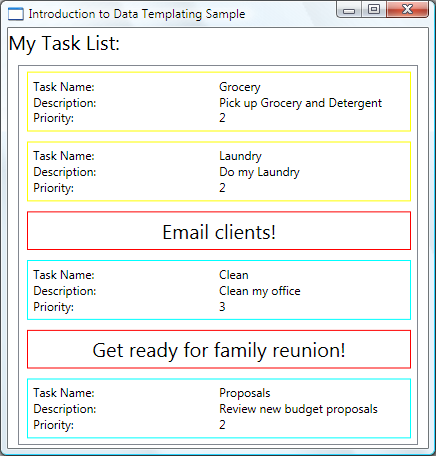 Introduction to Data Templating Sample
My Task List:
Task Name: Grocery
Description: Pick up Grocery and Detergent
Priority: 2
Task Name: Laundry
Description: Do my Laundry
Priority: 2
Email clients!
Task Name: Clean
Description: Clean my office
Priority: 3
Get ready for family reunion!
Task Name: Proposals
Description: Review new budget proposals
Priority: 2